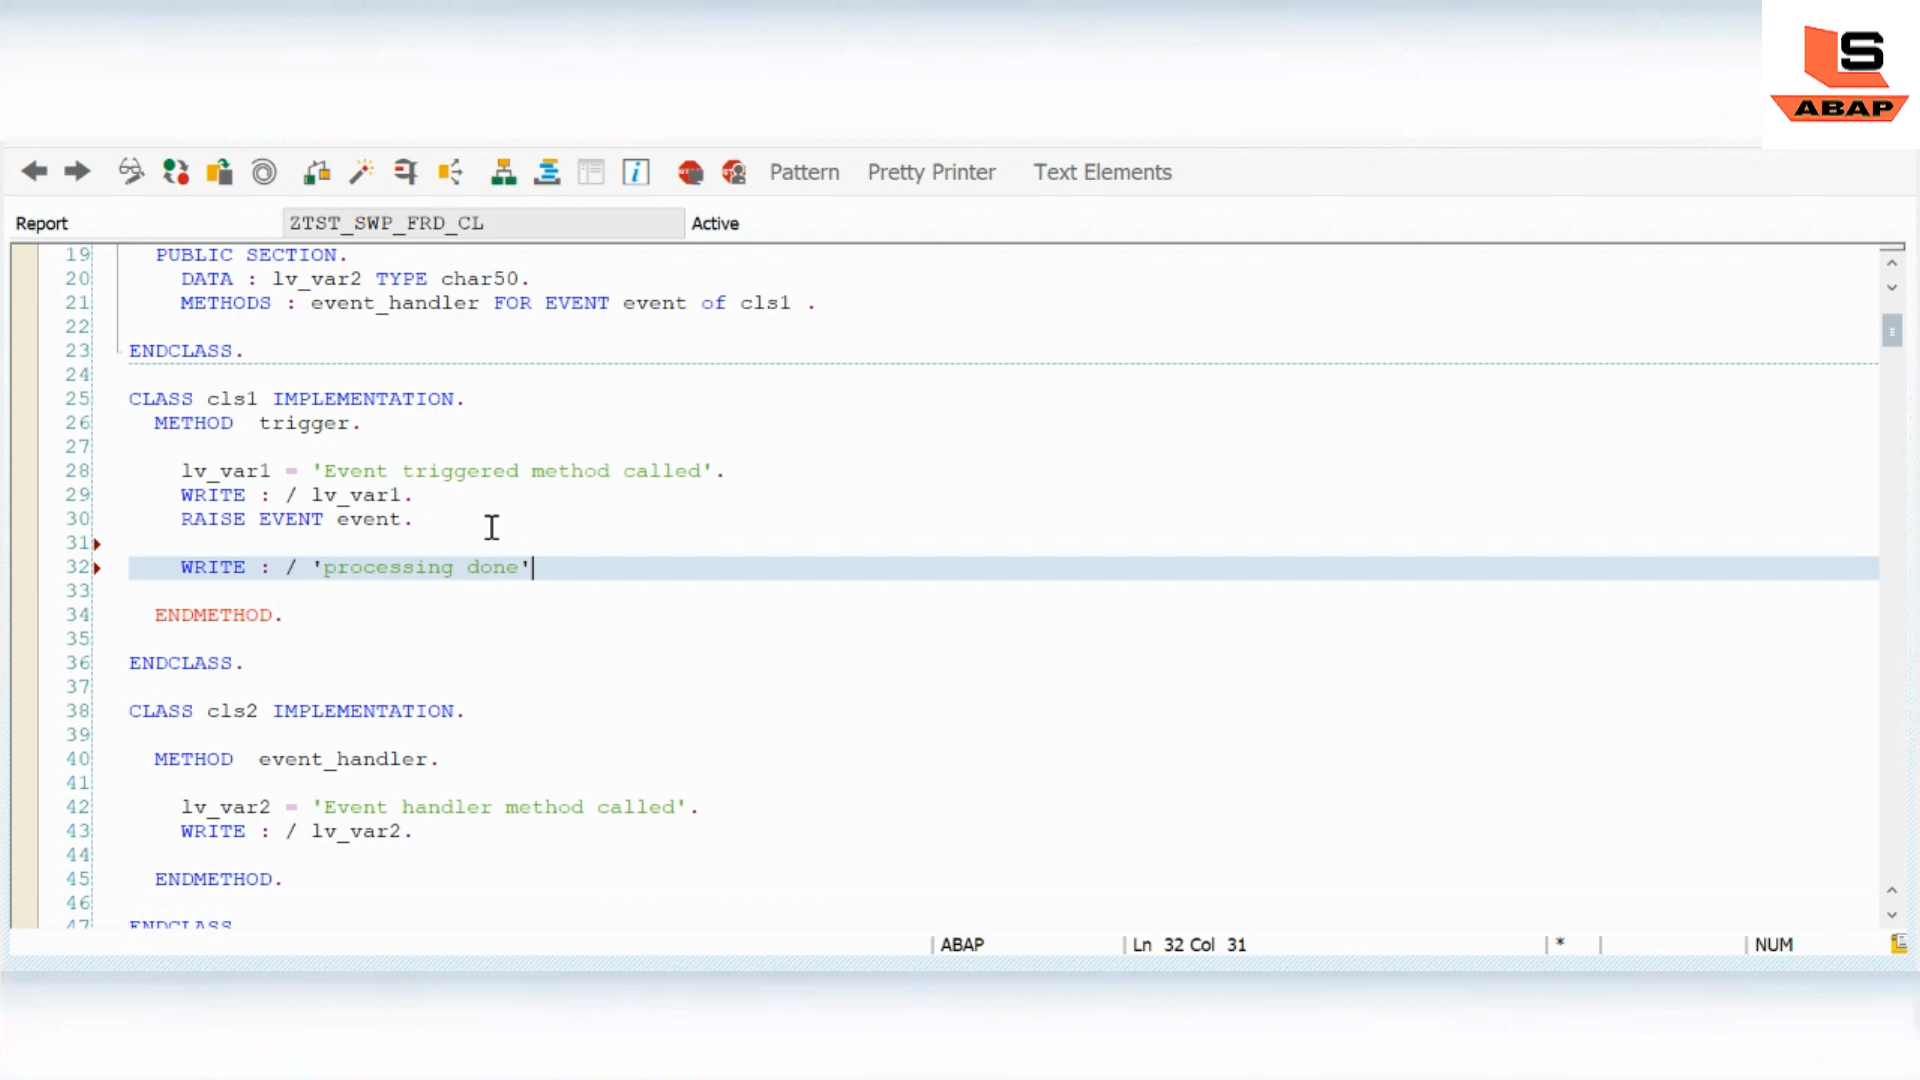 LS
ABAP
Pattern Pretty Printer Text Elements
Report ZTST_SWP_FRD_CL Active
19 PUBLIC SECTION.
20 DATA : lv_var2 TYPE char50.
21 METHODS : event_handler FOR EVENT event of cls1 .
22
23 ENDCLASS.
24
25 CLASS cls1 IMPLEMENTATION.
26 METHOD trigger.
27
28 lv_var1 = 'Event triggered method called'.
29 WRITE : / lv_var1.
30 RAISE EVENT event.
31
32 WRITE : / 'processing done'
33
34 ENDMETHOD.
35
36 ENDCLASS.
37
38 CLASS cls2 IMPLEMENTATION.
39
40 METHOD event_handler.
41
42 lv_var2 = 'Event handler method called'.
43 WRITE : / lv_var2.
44
45 ENDMETHOD.
46
47 ENDCLASS
ABAP Ln 32 Col 31 * NUM